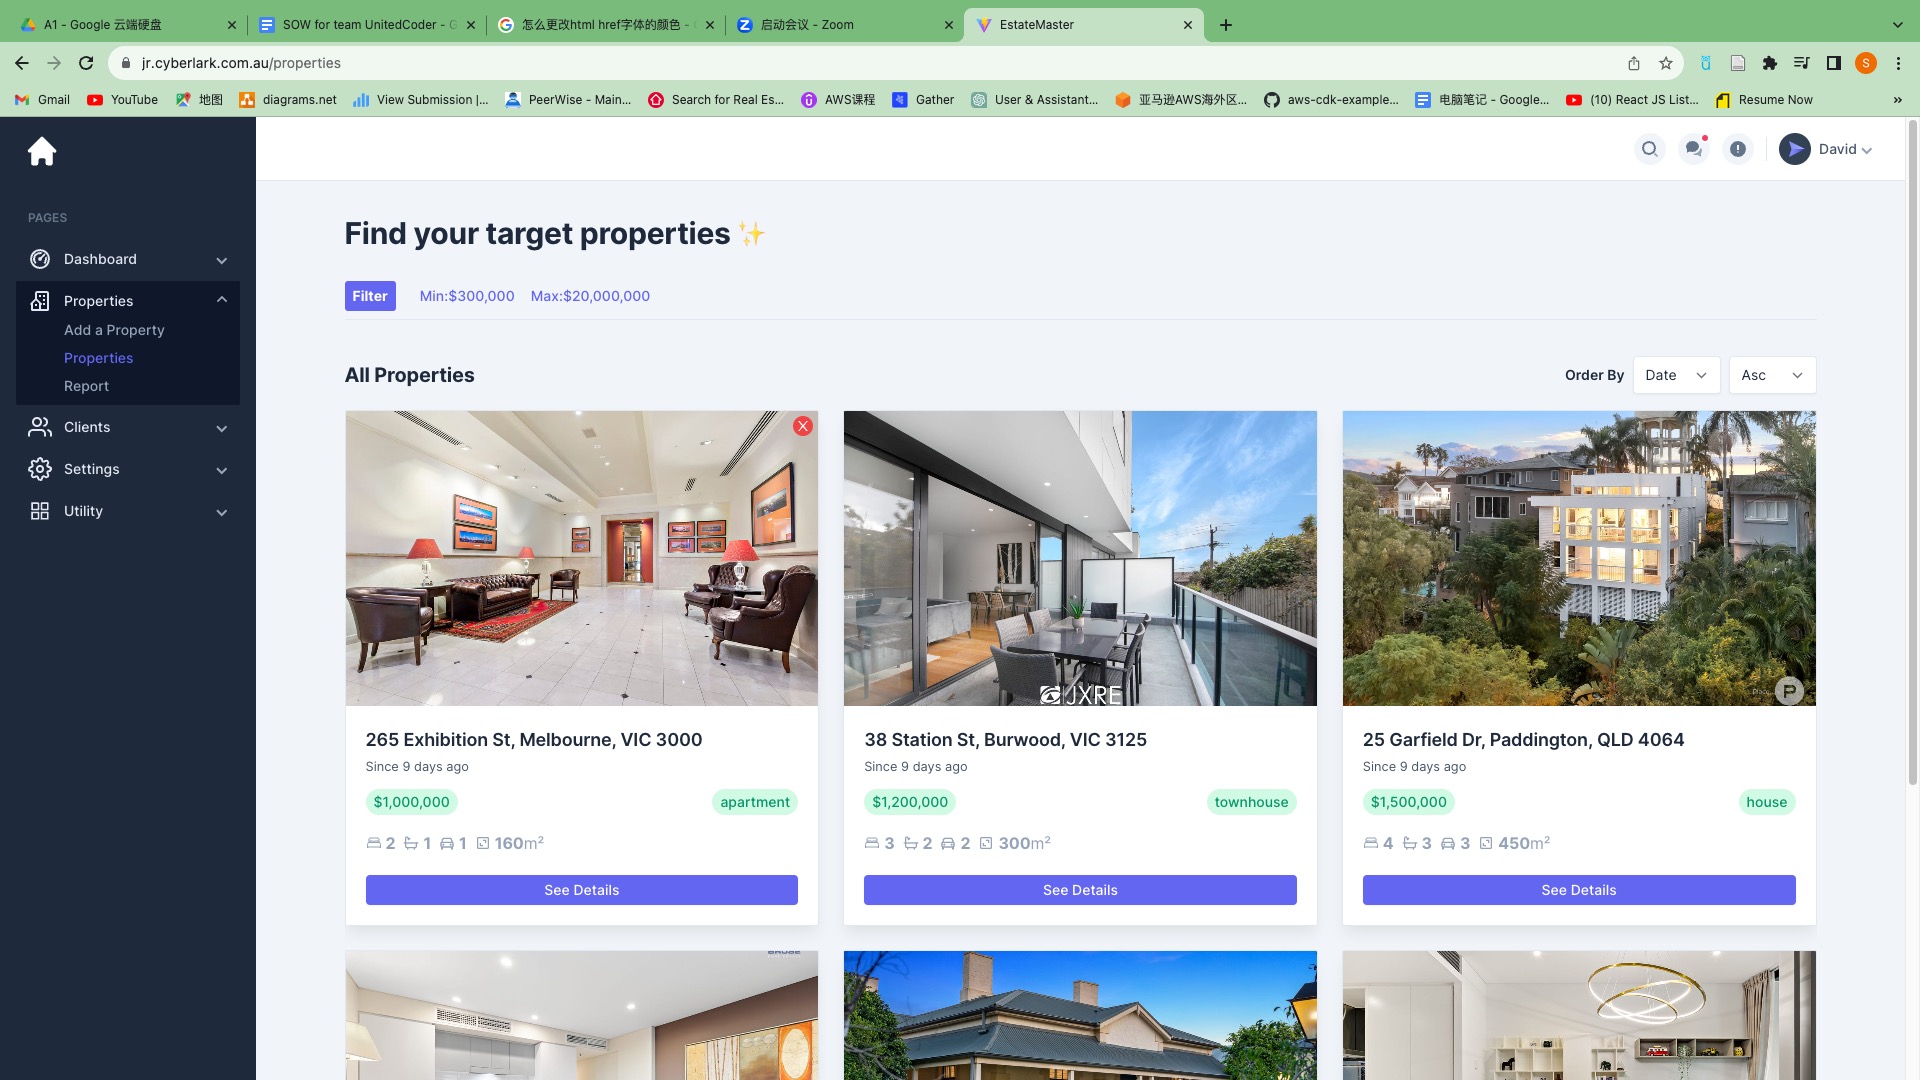 A1 - Google 云端硬盘
SOW for team UnitedCoder - G
怎么更改html href字体的颜色 -
启动会议 - Zoom
EstateMaster
jr.cyberlark.com.au/properties
S
Gmail
YouTube
地图
diagrams.net
View Submission |...
PeerWise - Main...
Search for Real Es...
AWS课程
Gather
User & Assistant...
亚马逊AWS海外区...
aws-cdk-example...
电脑笔记 - Google...
(10) React JS List...
Resume Now
»
David
PAGES
Dashboard
Properties
Add a Property
Properties
Report
Clients
Settings
Utility
Find your target properties ✨
Filter
Min:$300,000
Max:$20,000,000
All Properties
Order By
Date
Asc
X
JXRE
P
265 Exhibition St, Melbourne, VIC 3000
Since 9 days ago
$1,000,000
apartment
2 1 1 160m²
See Details
38 Station St, Burwood, VIC 3125
Since 9 days ago
$1,200,000
townhouse
3 2 2 300m²
See Details
25 Garfield Dr, Paddington, QLD 4064
Since 9 days ago
$1,500,000
house
4 3 3 450m²
See Details